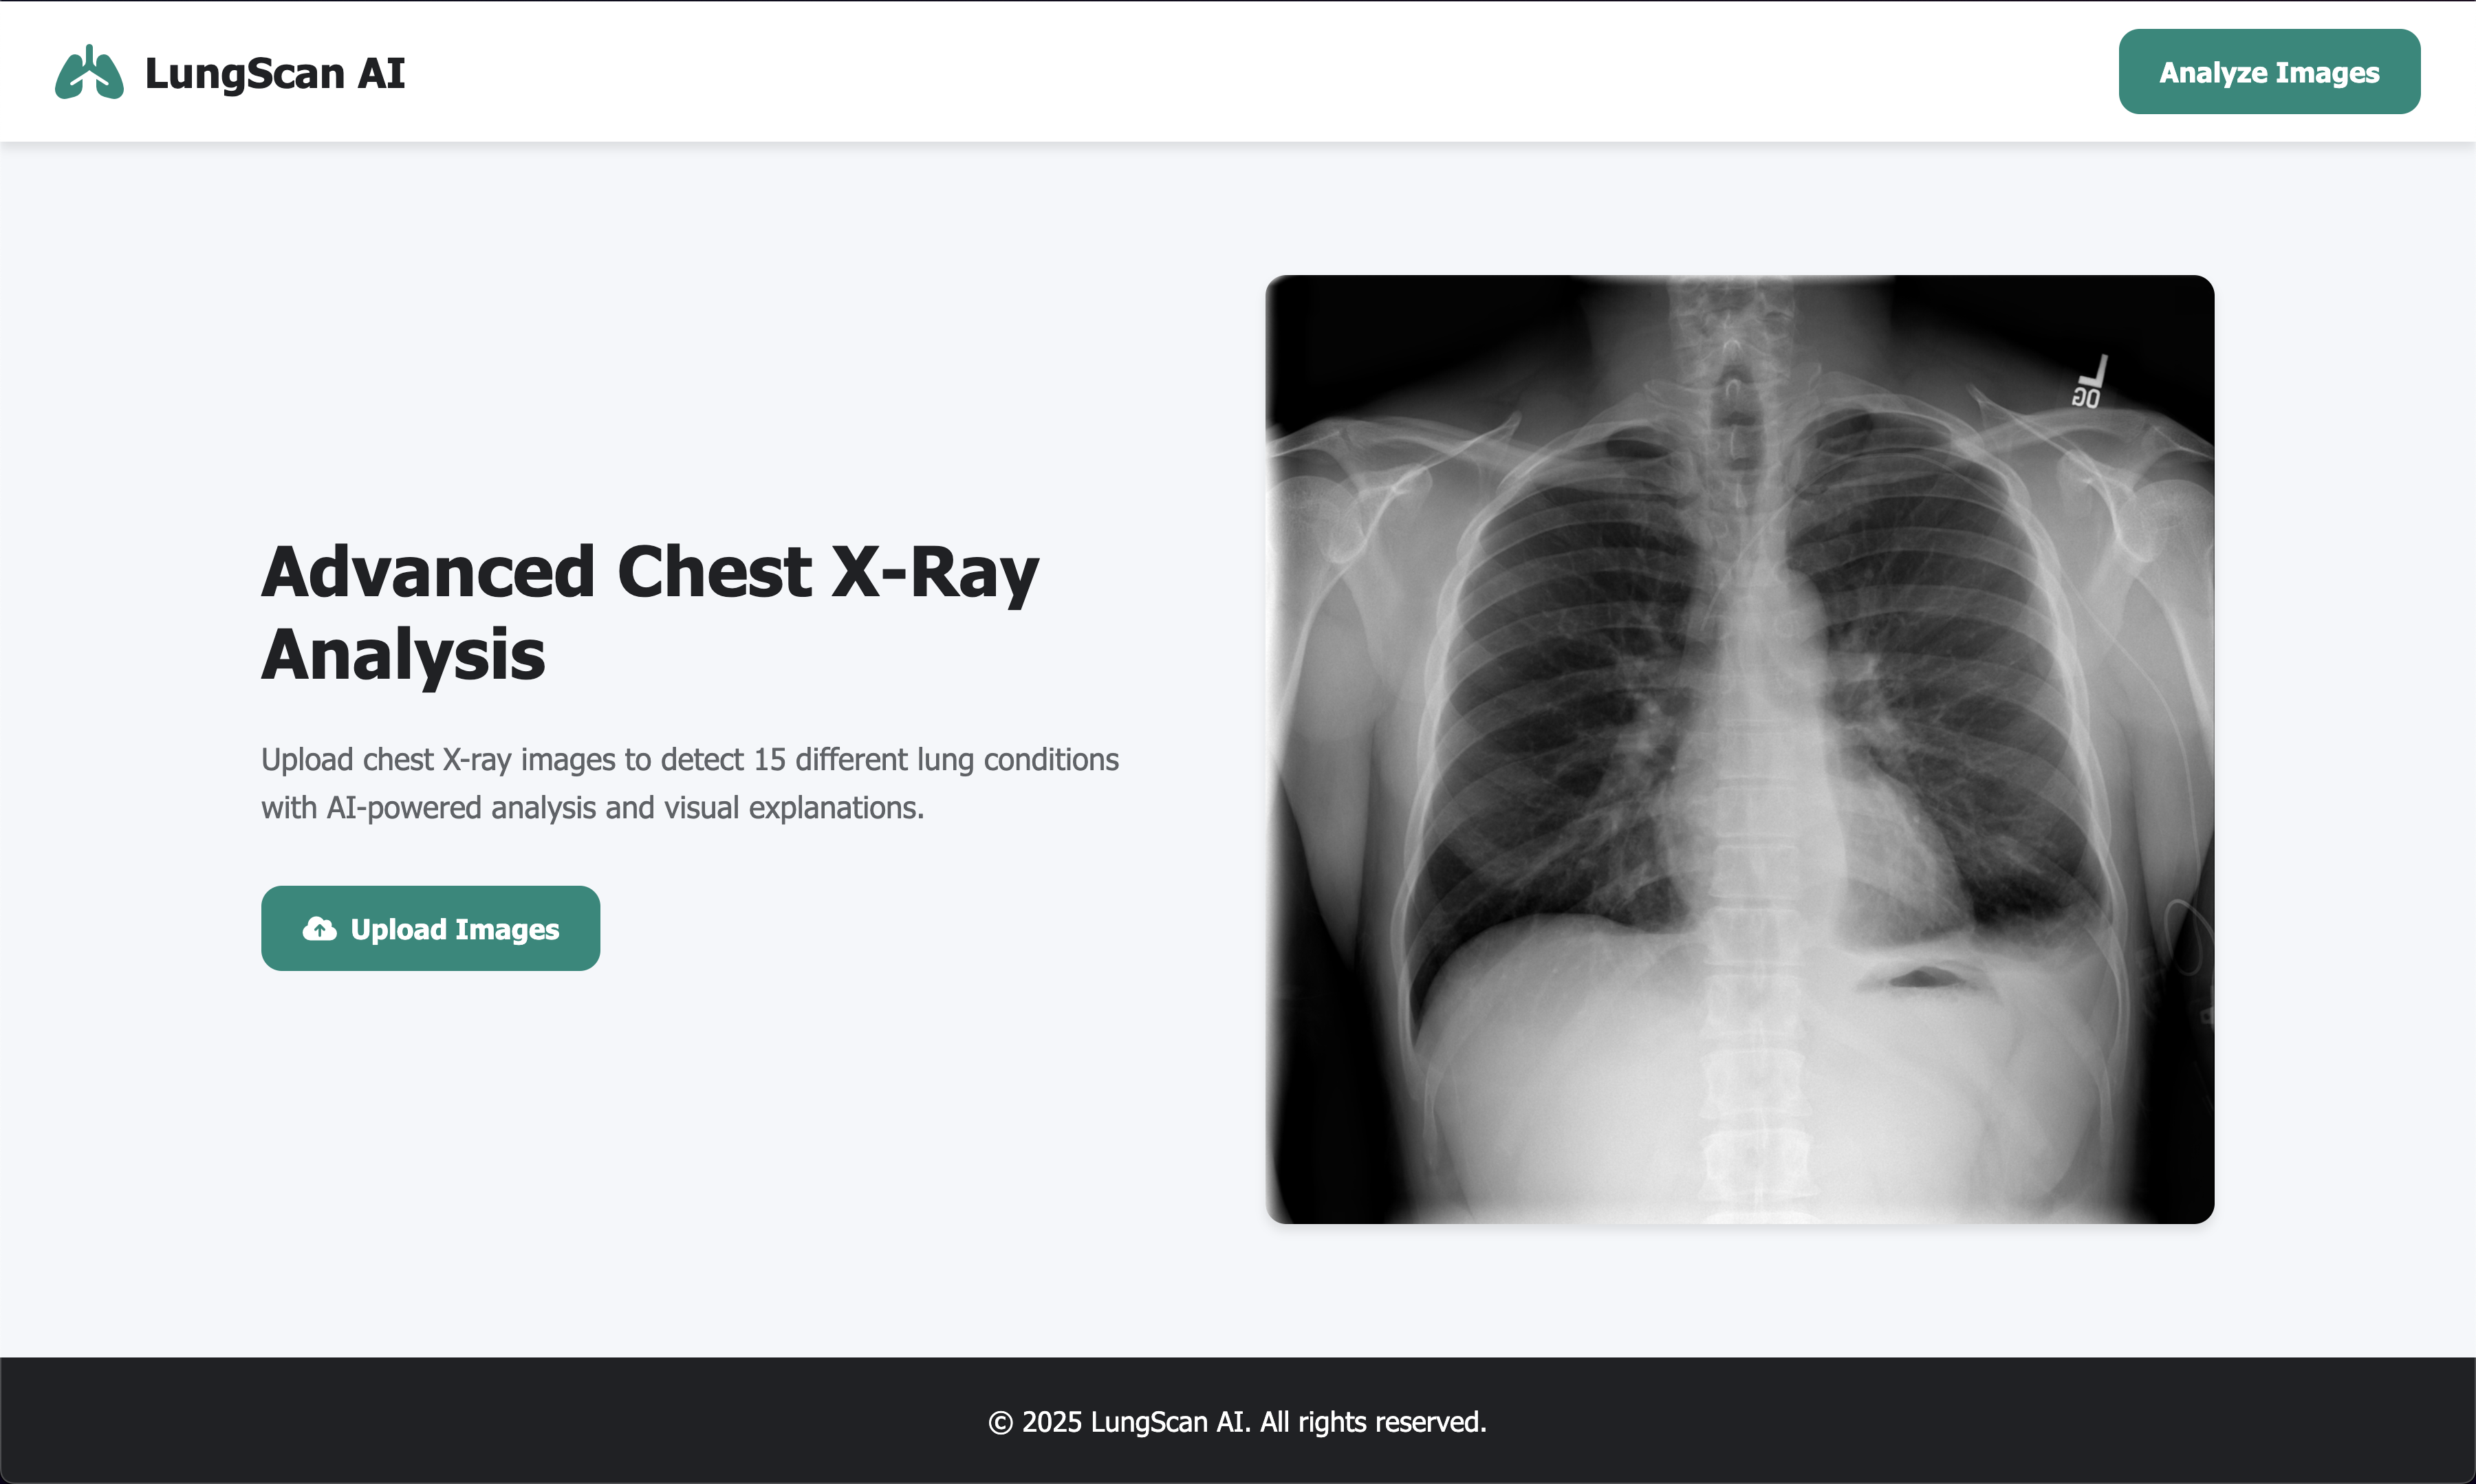 LungScan AI
Analyze Images
Advanced Chest X-Ray
Analysis
Upload chest X-ray images to detect 15 different lung conditions
with AI-powered analysis and visual explanations.
Upload Images
L
OG
© 2025 LungScan AI. All rights reserved.